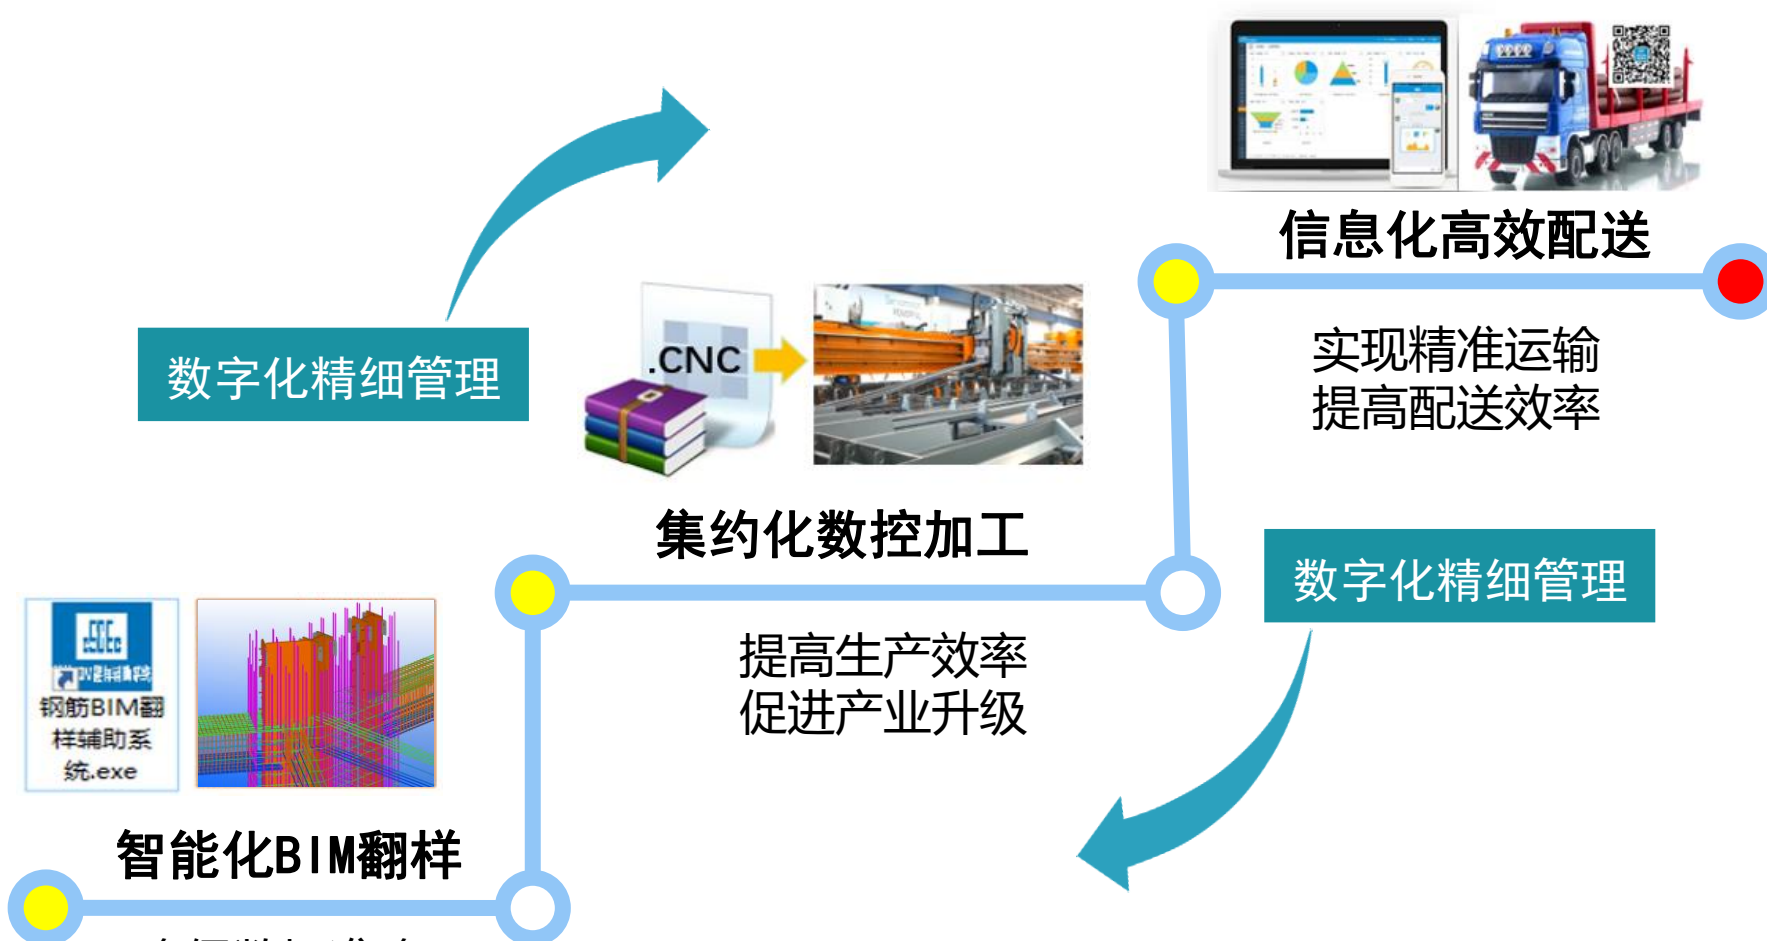 信息化高效配送
实现精准运输
提高配送效率
数字化精细管理
.CNC
集约化数控加工
提高生产效率
促进产业升级
数字化精细管理
钢筋BIM翻
样辅助系
统.exe
智能化BIM翻样